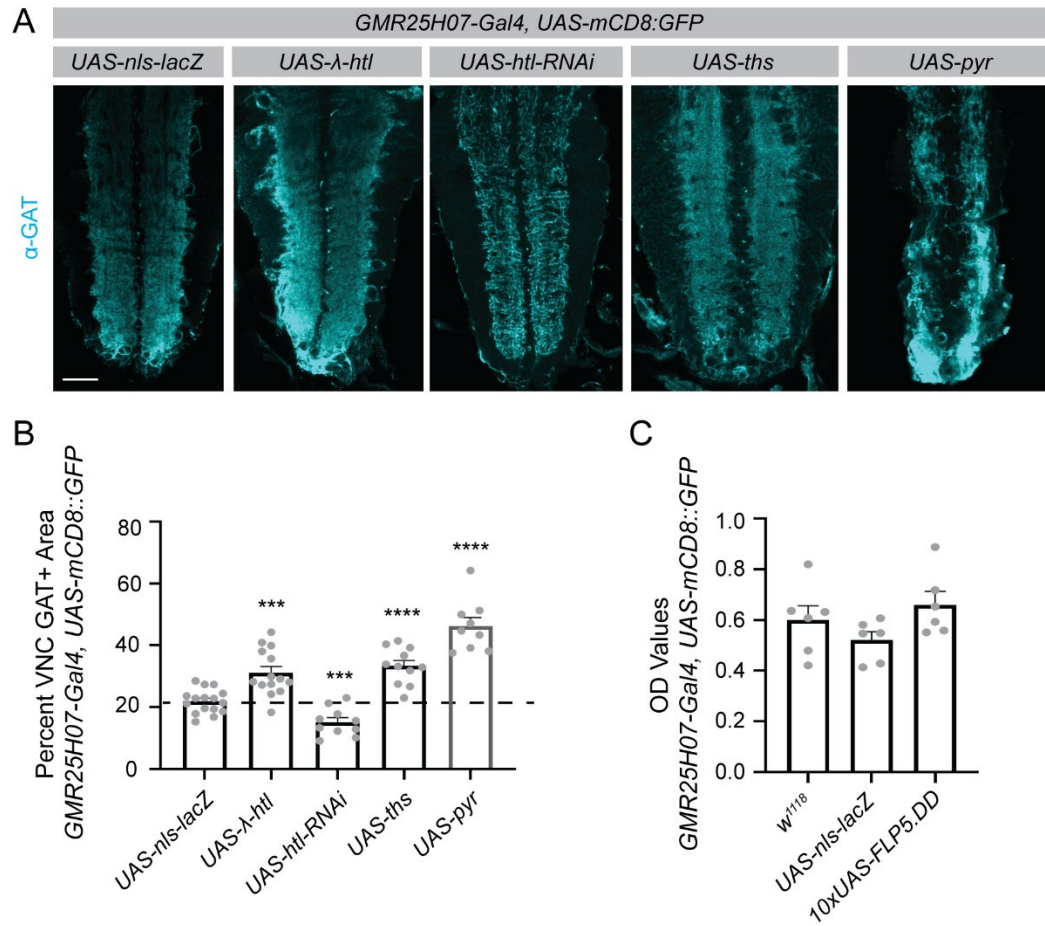 A
GMR25H07-Gal4, UAS-mCD8:GFP
UAS-nls-lacZ
UAS-λ-htl
UAS-htl-RNAi
UAS-ths
UAS-pyr
α-GAT
B
Percent VNC GAT+ Area
GMR25H07-Gal4, UAS-mCD8::GFP
80
60
40
20
0
***
***
****
****
UAS-nls-lacZ
UAS-λ-htl
UAS-htl-RNAi
UAS-ths
UAS-pyr
C
OD Values
GMR25H07-Gal4, UAS-mCD8::GFP
1.0
0.8
0.6
0.4
0.2
0.0
w¹¹¹⁸
UAS-nls-lacZ
10xUAS-FLP5.DD